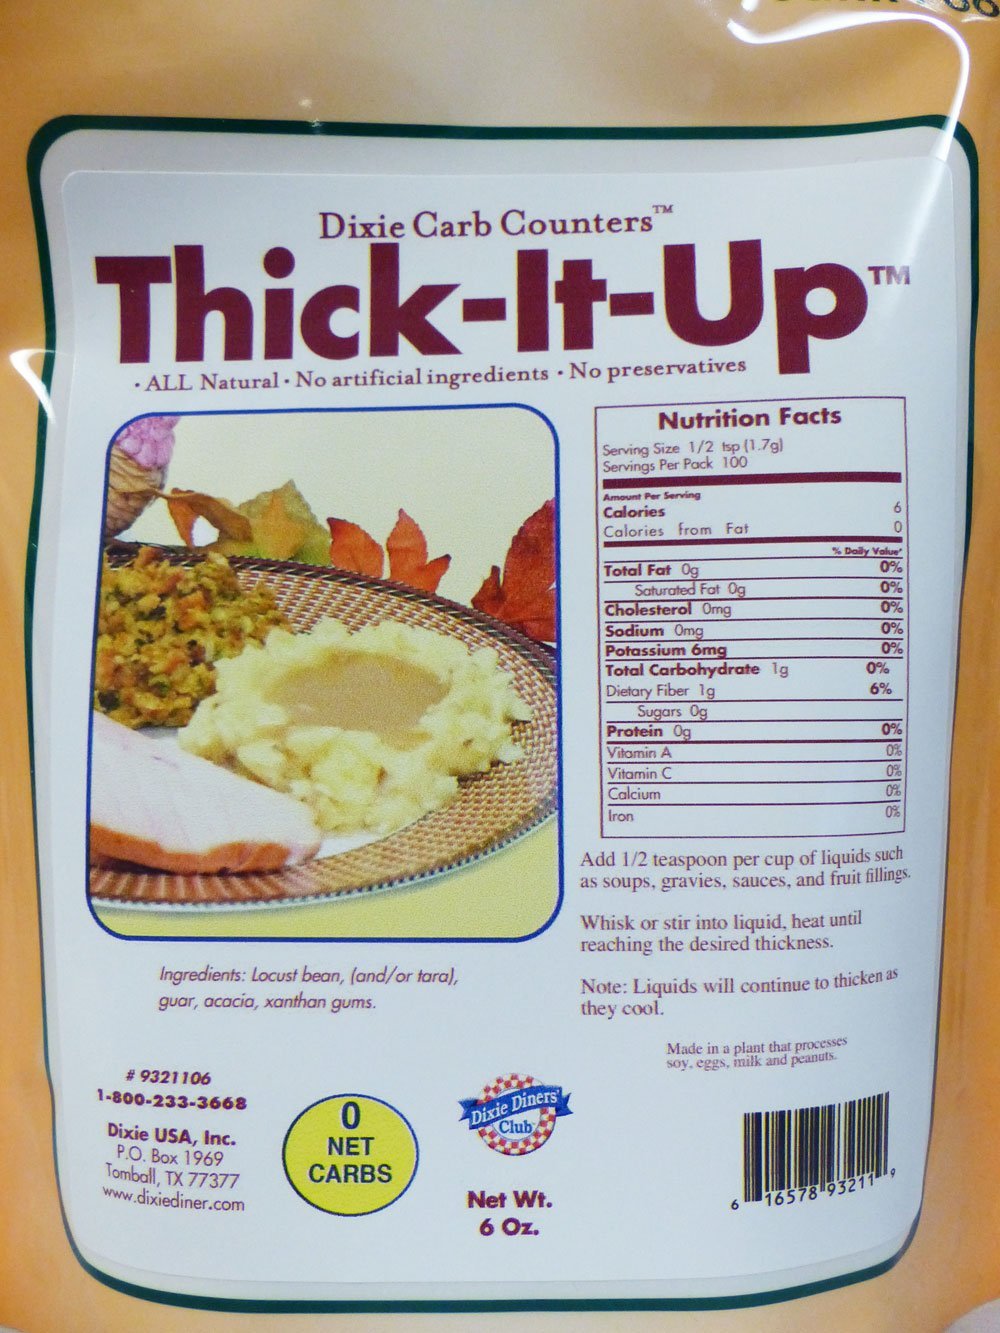 Dixie Carb Counters™
Thick-It-Up™
• ALL Natural • No artificial ingredients • No preservatives
Nutrition Facts
Serving Size 1/2 tsp (1.7g)
Servings Per Pack 100
Amount Per Serving
Calories 6
Calories from Fat 0
% Daily Value*
Total Fat 0g 0%
Saturated Fat 0g 0%
Cholesterol 0mg 0%
Sodium 0mg 0%
Potassium 6mg 0%
Total Carbohydrate 1g 0%
Dietary Fiber 1g 6%
Sugars 0g
Protein 0g 0%
Vitamin A 0%
Vitamin C 0%
Calcium 0%
Iron 0%
Add 1/2 teaspoon per cup of liquids such
as soups, gravies, sauces, and fruit fillings.
Whisk or stir into liquid, heat until
reaching the desired thickness.
Note: Liquids will continue to thicken as
they cool.
Made in a plant that processes
soy, eggs, milk and peanuts.
Ingredients: Locust bean, (and/or tara),
guar, acacia, xanthan gums.
# 9321106
1-800-233-3668
Dixie USA, Inc.
P.O. Box 1969
Tomball, TX 77377
www.dixiediner.com
0
NET
CARBS
Dixie Diners'
Club
Net Wt.
6 Oz.
6 16578 93211 9